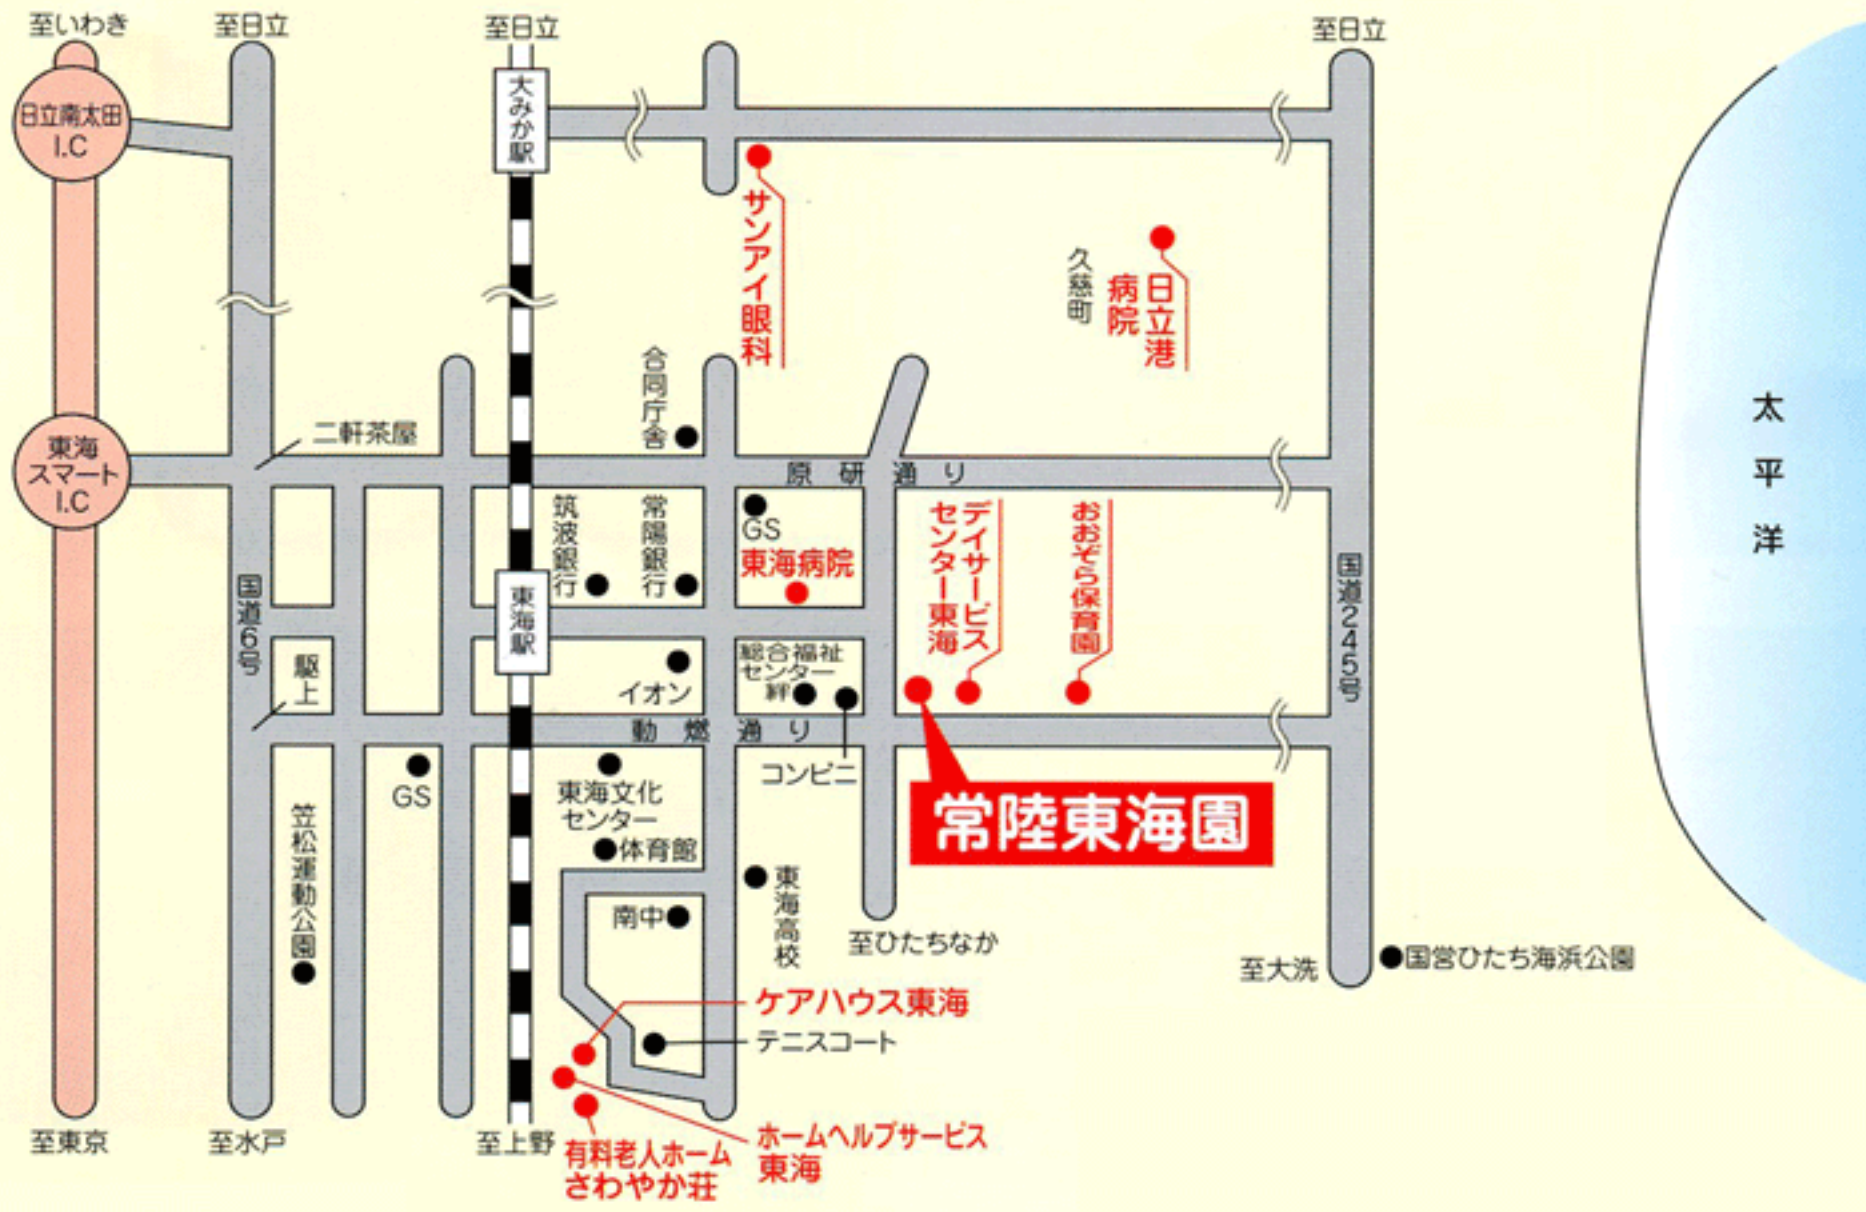 至いわき
至日立
至日立
至日立
日立南太田
I.C
大みか駅
サンアイ眼科
久慈町
日立港
病院
太平洋
合同庁舎
二軒茶屋
東海
スマート
I.C
原研通り
筑波銀行
常陽銀行
GS
東海病院
デイサービス
センター東海
おおぞら保育園
国道6号
東海駅
国道245号
駆上
イオン
総合福祉
センター
絆
動燃通り
コンビニ
常陸東海園
GS
東海文化
センター
体育館
笠松運動公園
南中
東海高校
至ひたちなか
至大洗
国営ひたち海浜公園
ケアハウス東海
テニスコート
至東京
至水戸
至上野
有料老人ホーム
さわやか荘
ホームヘルプサービス
東海